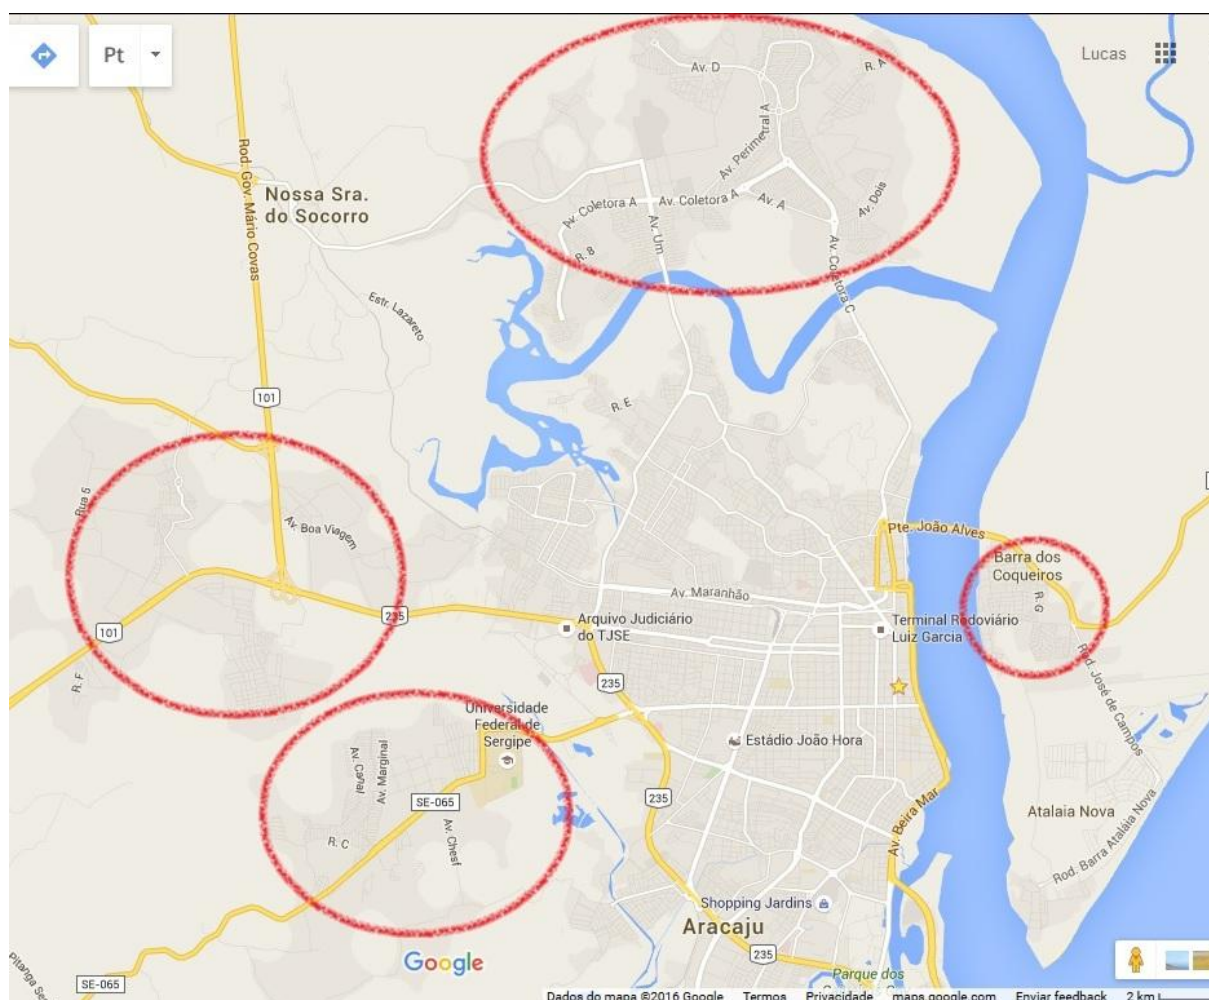 Pt
Lucas
Av. D
R. A
Av. Perimetral A
Rod. Gov. Mário Covas
Nossa Sra.
do Socorro
Av. Coletora A
Av. Coletora A
Av. A
Av. Dois
Av. Um
R. 8
Av. Coletora C
Estr. Lazareto
101
R. E
Rua 5
Av. Boa Viagem
Pte. João Alves
Barra dos
Coqueiros
R. G
Av. Maranhão
235
101
Arquivo Judiciário
do TJSE
Terminal Rodoviário
Luiz Garcia
R. F
235
Rod. José de Campos
Universidade
Federal de
Sergipe
Estádio João Hora
Av. Canal
Av. Marginal
SE-065
235
R. C
Av. Chesf
Av. Beira Mar
Atalaia Nova
Rod. Barra Atalaia Nova
Shopping Jardins
Aracaju
235
Google
Pitanga
SE-065
Parque dos
Dados do mapa ©2016 Google Termos Privacidade maps.google.com Enviar feedback 2 km